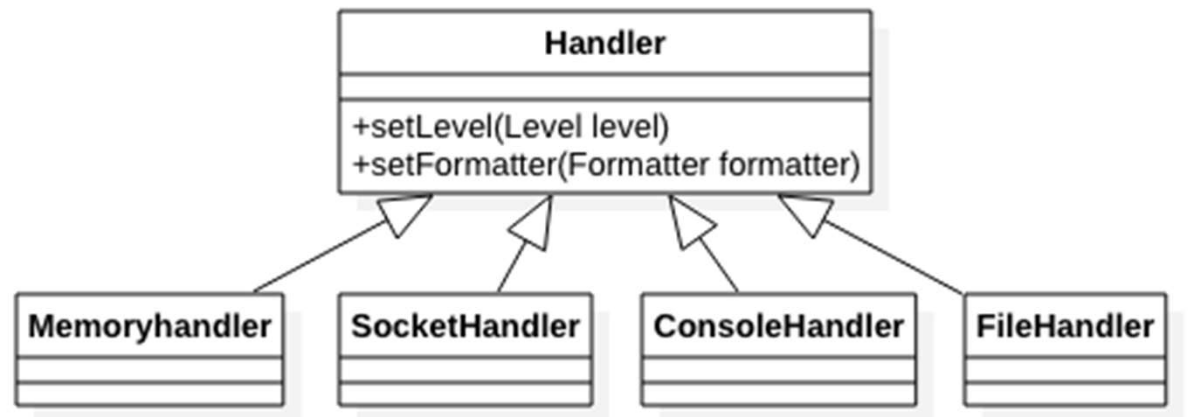 Handler
+setLevel(Level level)
+setFormatter(Formatter formatter)
Memoryhandler
SocketHandler
ConsoleHandler
FileHandler